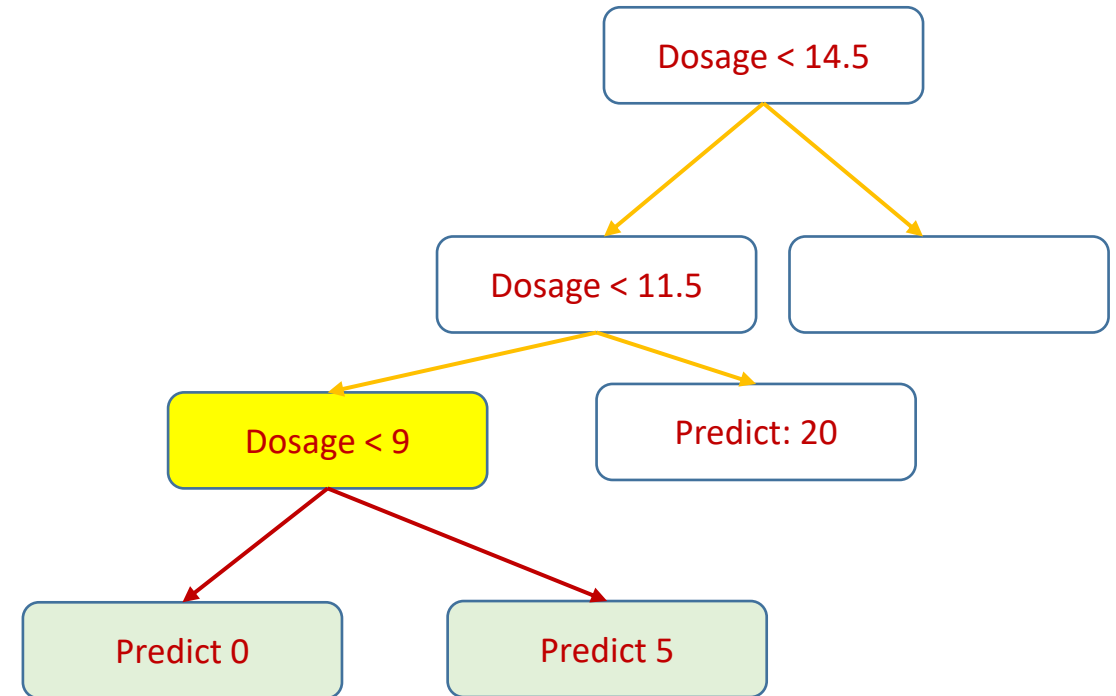 Dosage < 14.5
Dosage < 11.5
Dosage < 9
Predict: 20
Predict 0
Predict 5